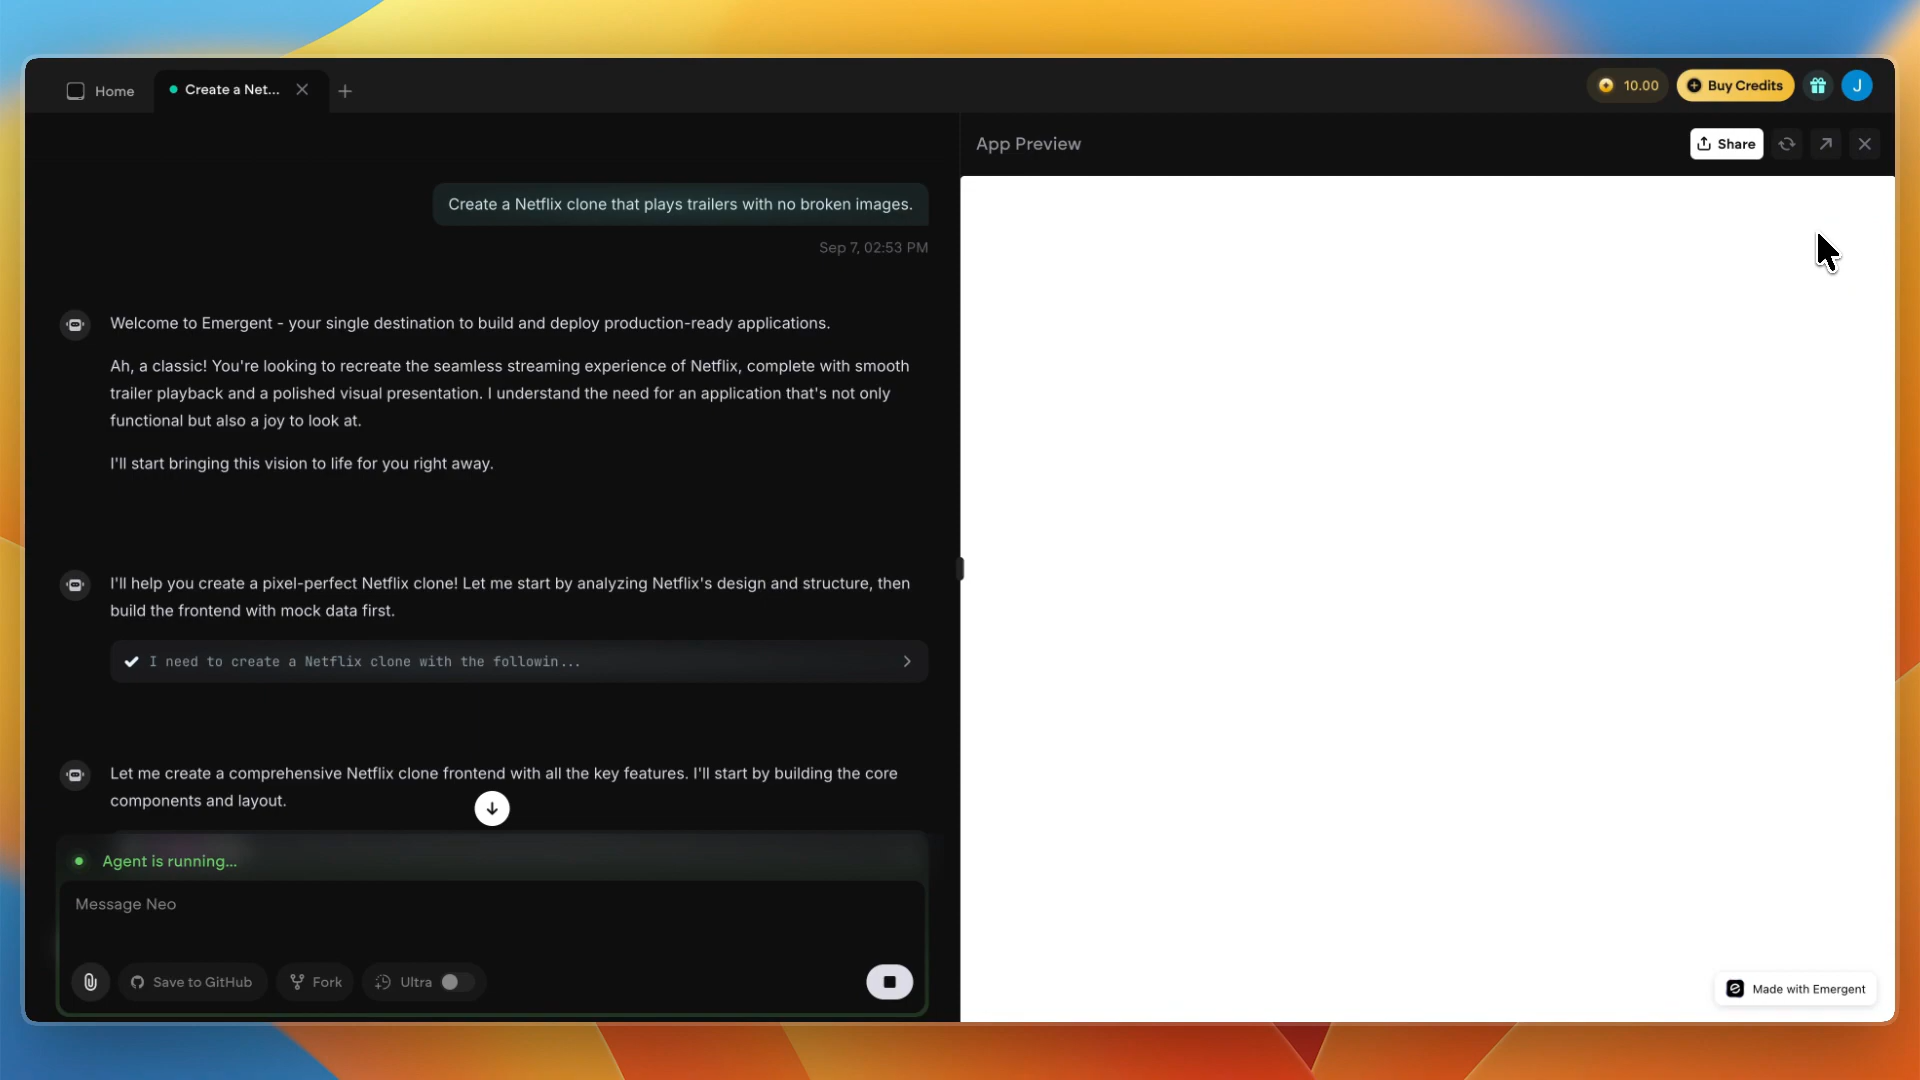 Home
Create a Net...
10.00
Buy Credits
J
App Preview
Share
Create a Netflix clone that plays trailers with no broken images.
Sep 7, 02:53 PM
Welcome to Emergent - your single destination to build and deploy production-ready applications.
Ah, a classic! You're looking to recreate the seamless streaming experience of Netflix, complete with smooth
trailer playback and a polished visual presentation. I understand the need for an application that's not only
functional but also a joy to look at.
I'll start bringing this vision to life for you right away.
I'll help you create a pixel-perfect Netflix clone! Let me start by analyzing Netflix's design and structure, then
build the frontend with mock data first.
I need to create a Netflix clone with the followin...
Let me create a comprehensive Netflix clone frontend with all the key features. I'll start by building the core
components and layout.
Agent is running...
Message Neo
Save to GitHub
Fork
Ultra
Made with Emergent